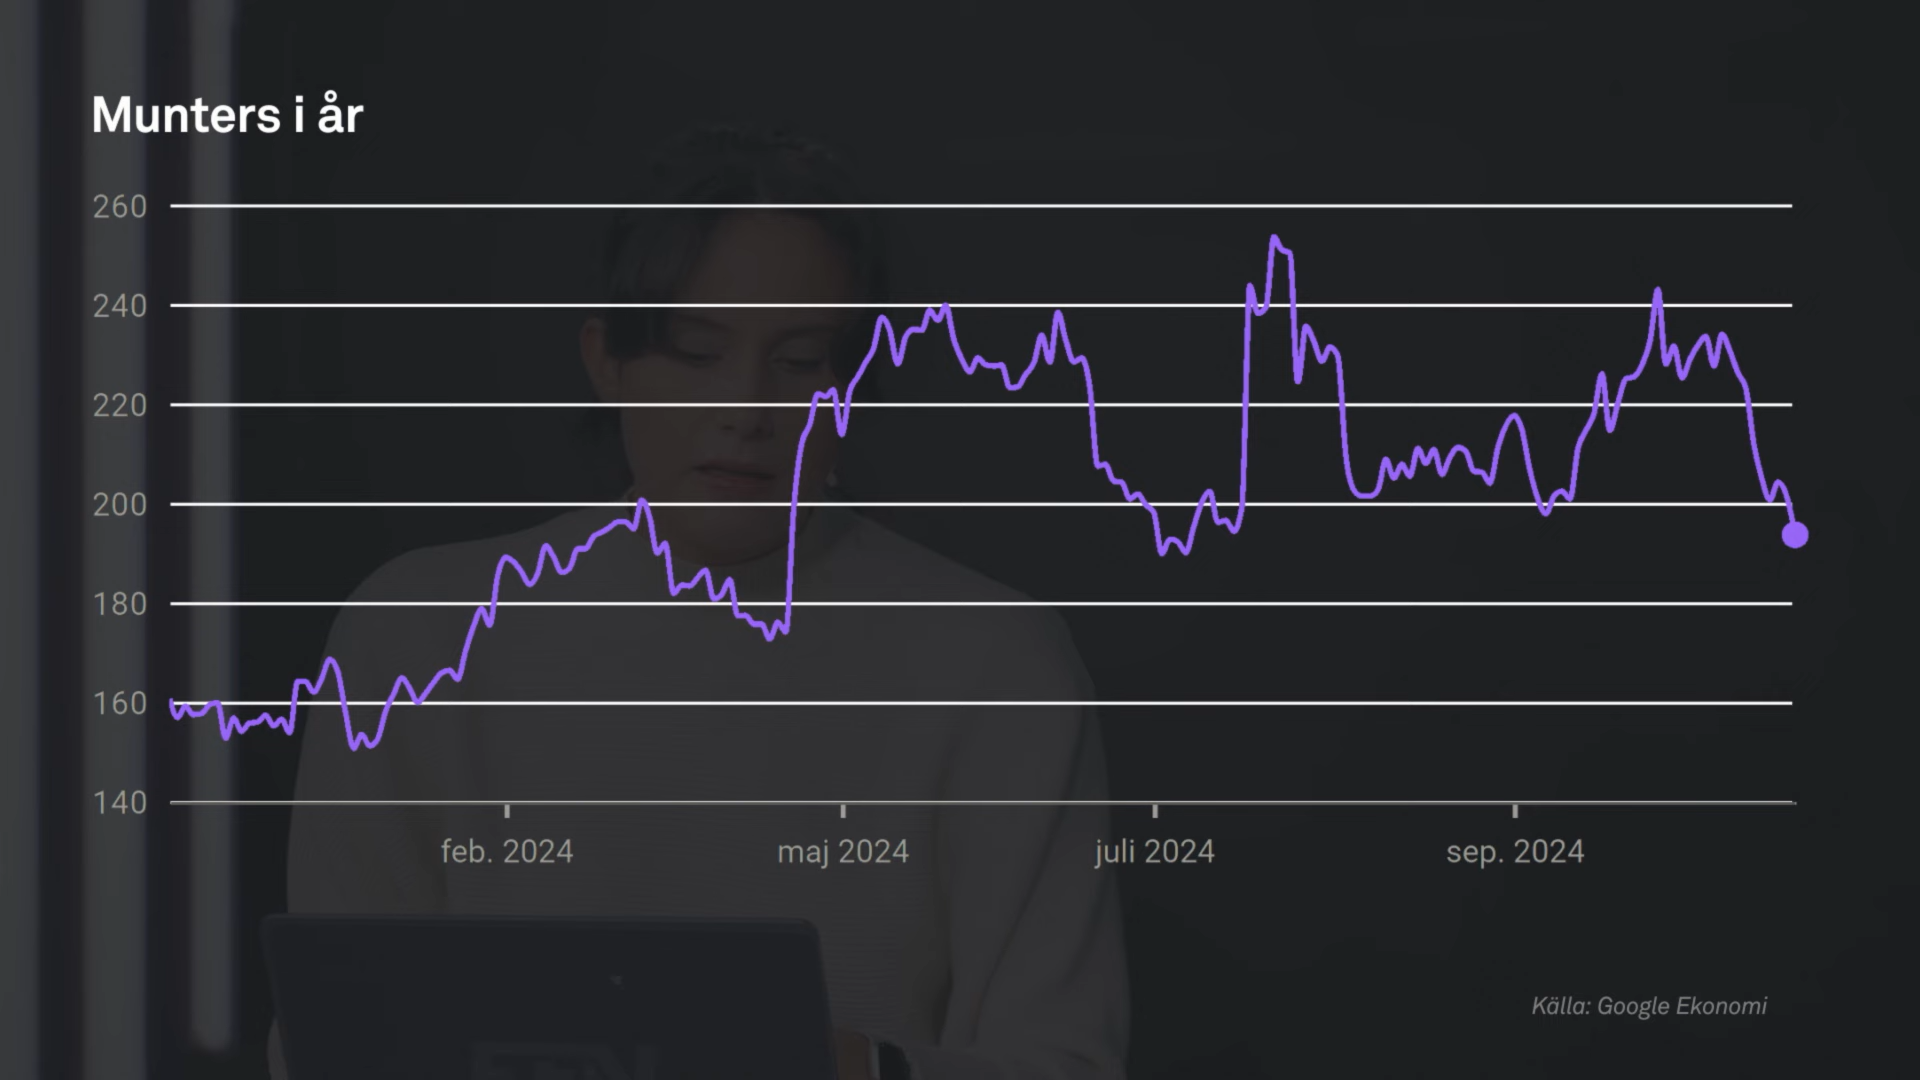 Munters i år
260
240
220
200
180
160
140
feb. 2024 maj 2024 juli 2024 sep. 2024
Källa: Google Ekonomi